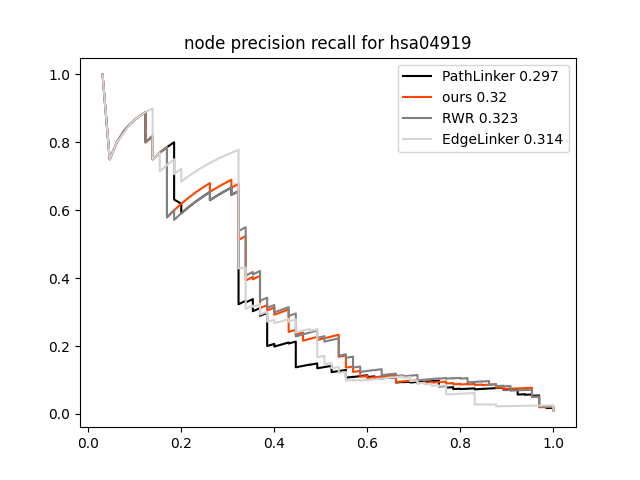 node precision recall for hsa04919
PathLinker 0.297
ours 0.32
RWR 0.323
EdgeLinker 0.314
1.0
0.8
0.6
0.4
0.2
0.0
0.0 0.2 0.4 0.6 0.8 1.0